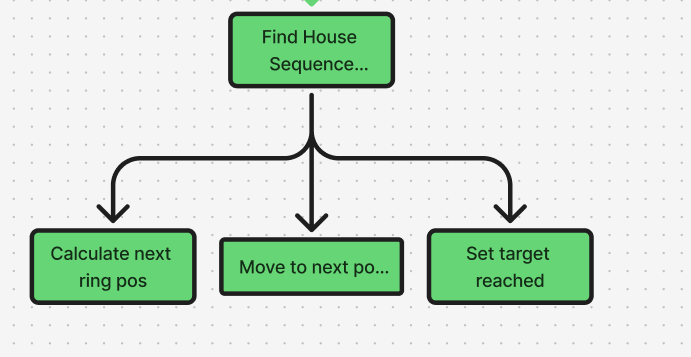 Find House
Sequence...
Calculate next
ring pos
Move to next po...
Set target
reached